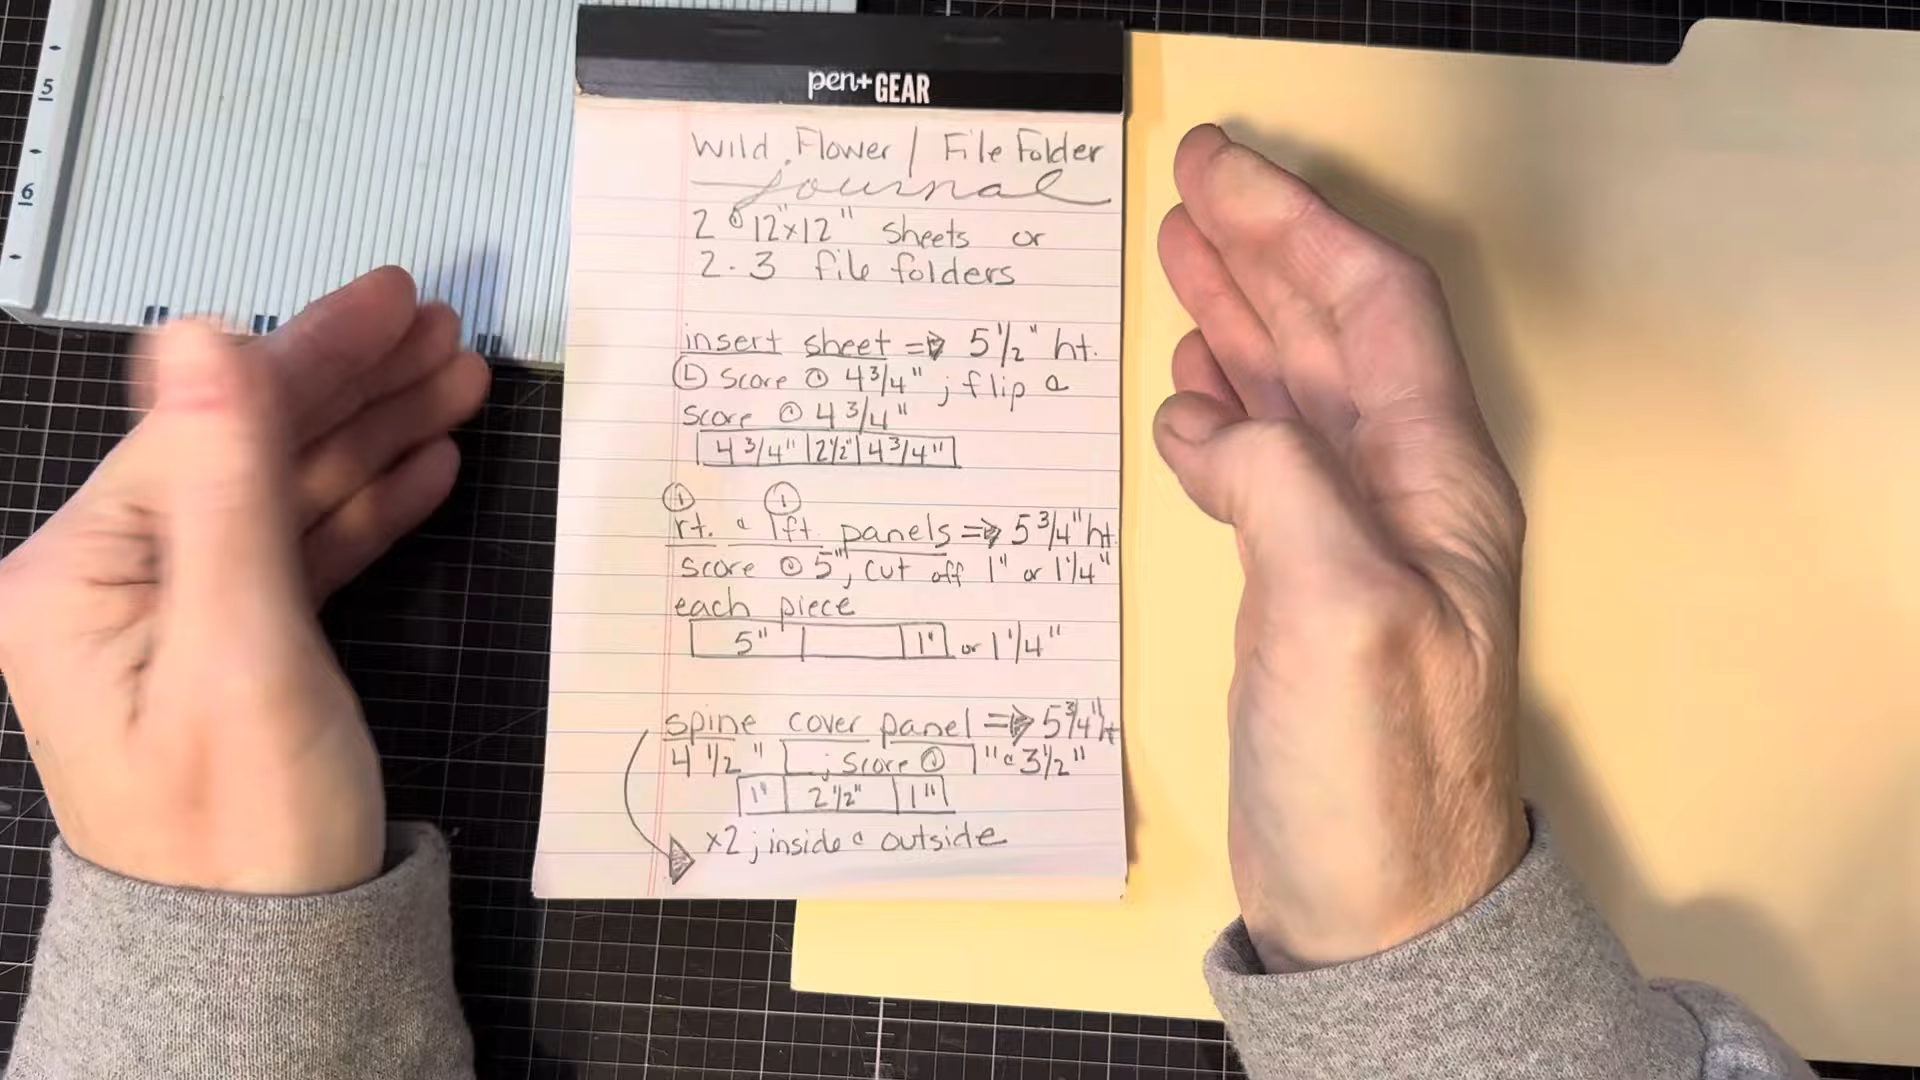 5
6
pen+GEAR
Wild Flower / File Folder
Journal
2 @ 12"x12" sheets or
2-3 file folders
insert sheet => 5 1/2" ht.
Ⓛ Score @ 4 3/4" ; flip &
score @ 4 3/4"
4 3/4" | 2 1/2" | 4 3/4"
① ①
rt. & lft. panels => 5 3/4" ht.
score @ 5", cut off 1" or 1 1/4"
each piece
5" 1" or 1 1/4"
spine cover panel => 5 3/4" ht
4 1/2" ; Score @ 1" & 3 1/2"
1" | 2 1/2" | 1"
x2 ; inside & outside